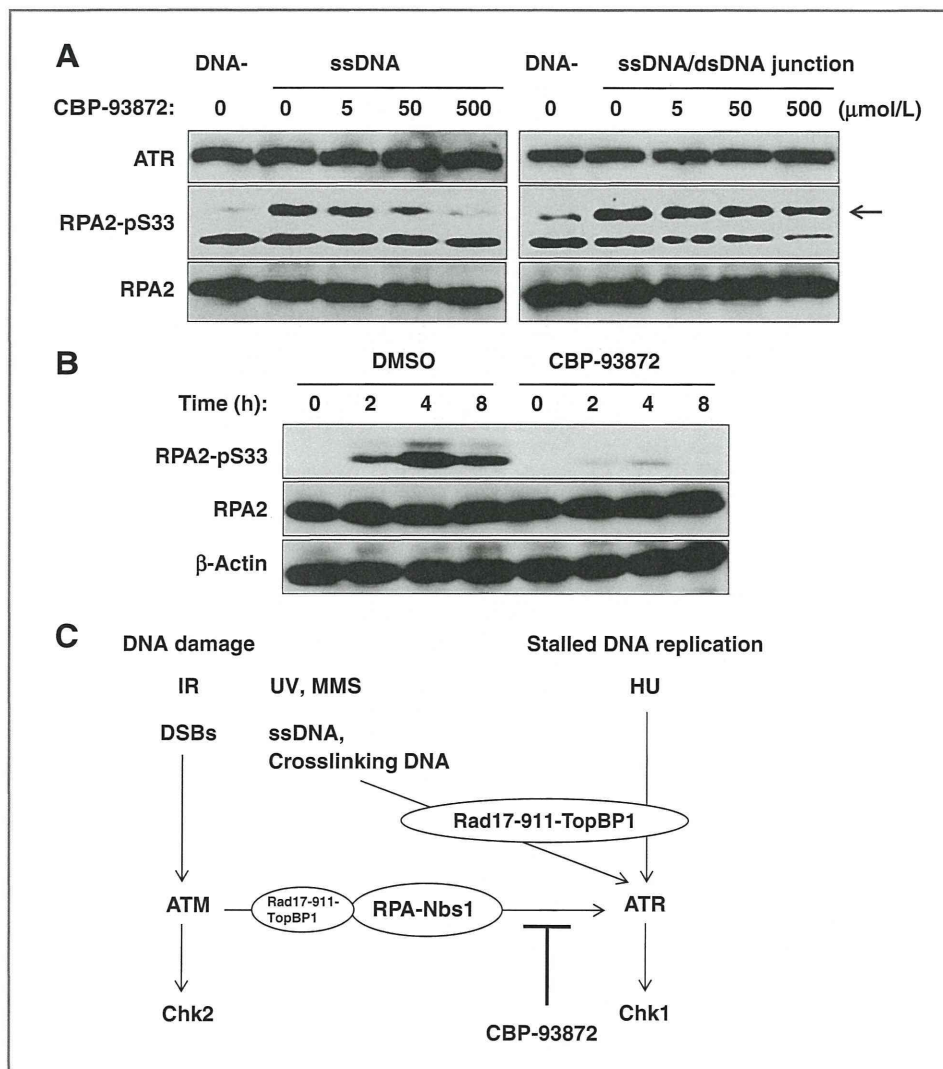 A
DNA- ssDNA DNA- ssDNA/dsDNA junction
CBP-93872: 0 0 5 50 500 0 0 5 50 500 (μmol/L)
ATR
RPA2-pS33
RPA2
B
DMSO CBP-93872
Time (h): 0 2 4 8 0 2 4 8
RPA2-pS33
RPA2
β-Actin
C
DNA damage Stalled DNA replication
IR UV, MMS HU
DSBs ssDNA,
Crosslinking DNA
Rad17-911-TopBP1
ATM Rad17-911-
TopBP1 RPA-Nbs1 ATR
Chk2 Chk1
CBP-93872